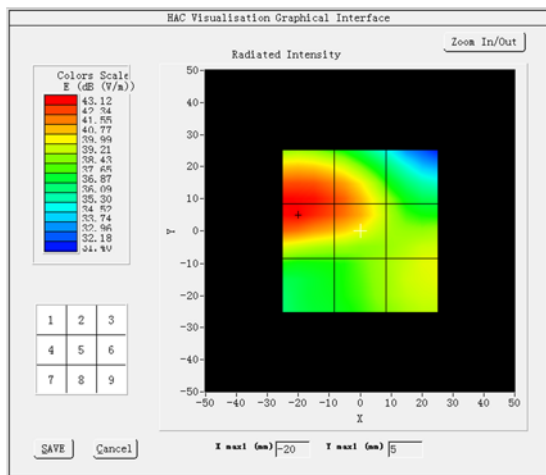 HAC Visualisation Graphical Interface
Zoom In/Out
Radiated Intensity
Colors Scale
E (dB (V/m))
43.12
42.34
41.55
40.77
39.99
39.21
38.43
37.65
36.87
36.09
35.30
34.52
33.74
32.96
32.18
31.40
50-
40-
30-
20-
10-
0-
-10-
-20-
-30-
-40-
-50-
Y
-50 -40 -30 -20 -10 0 10 20 30 40 50
X
1 2 3
4 5 6
7 8 9
SAVE Cancel
X max1 (mm) -20 Y max1 (mm) 5